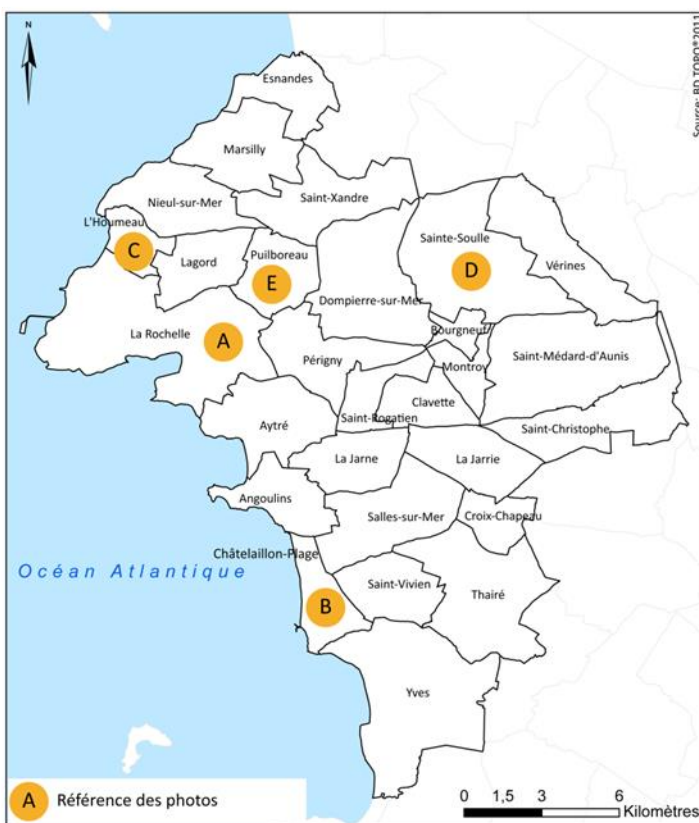 N
Source: BD TOPO®2011
Esnandes
Marsilly
Nieul-sur-Mer
Saint-Xandre
L'Houmeau
C
Lagord
Puilboreau
E
Sainte-Soulle
D
Vérines
Dompierre-sur-Mer
La Rochelle
A
Bourgneuf
Périgny
Montroy
Saint-Médard-d'Aunis
Clavette
Saint-Rogatien
Aytré
Saint-Christophe
La Jarne
La Jarrie
Angoulins
Salles-sur-Mer
Croix-Chapeau
Châtelaillon-Plage
Océan Atlantique
Saint-Vivien
Thairé
B
Yves
A Référence des photos
0 1,5 3 6
Kilomètres